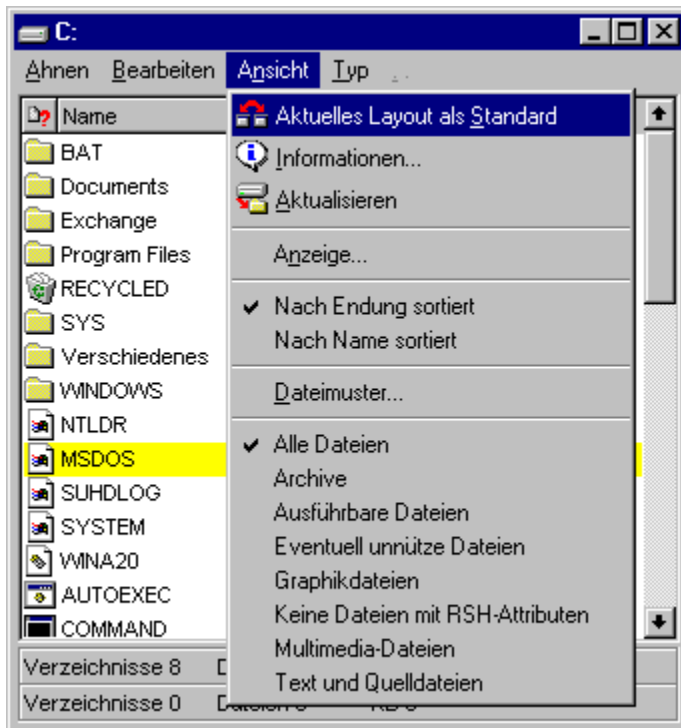 C:
Ahnen Bearbeiten Ansicht Typ ...
Name
BAT
Documents
Exchange
Program Files
RECYCLED
SYS
Verschiedenes
WINDOWS
NTLDR
MSDOS
SUHDLOG
SYSTEM
WINA20
AUTOEXEC
COMMAND
Aktuelles Layout als Standard
Informationen...
Aktualisieren
Anzeige...
Nach Endung sortiert
Nach Name sortiert
Dateimuster...
Alle Dateien
Archive
Ausführbare Dateien
Eventuell unnütze Dateien
Graphikdateien
Keine Dateien mit RSH-Attributen
Multimedia-Dateien
Text und Quelldateien
Verzeichnisse 8
Verzeichnisse 0